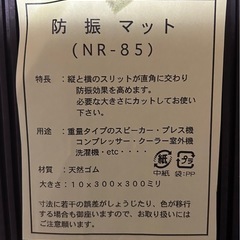 防振マット
(NR-85)
特長：縦と横のスリットが直角に交わり
防振効果を高めます。
必要な大きさにカットしてお使い
下さい。
用途：重量タイプのスピーカー・プレス機
コンプレッサー・クーラー室外機
洗濯機・etc・・・・
材質：天然ゴム
大きさ：10×300×300ミリ
紙 プラ
中紙 袋:PP
寸法に若干の誤差がしょうじたり、色が移行
する場合も御座いますので、お取り扱いには
ご注意願います。